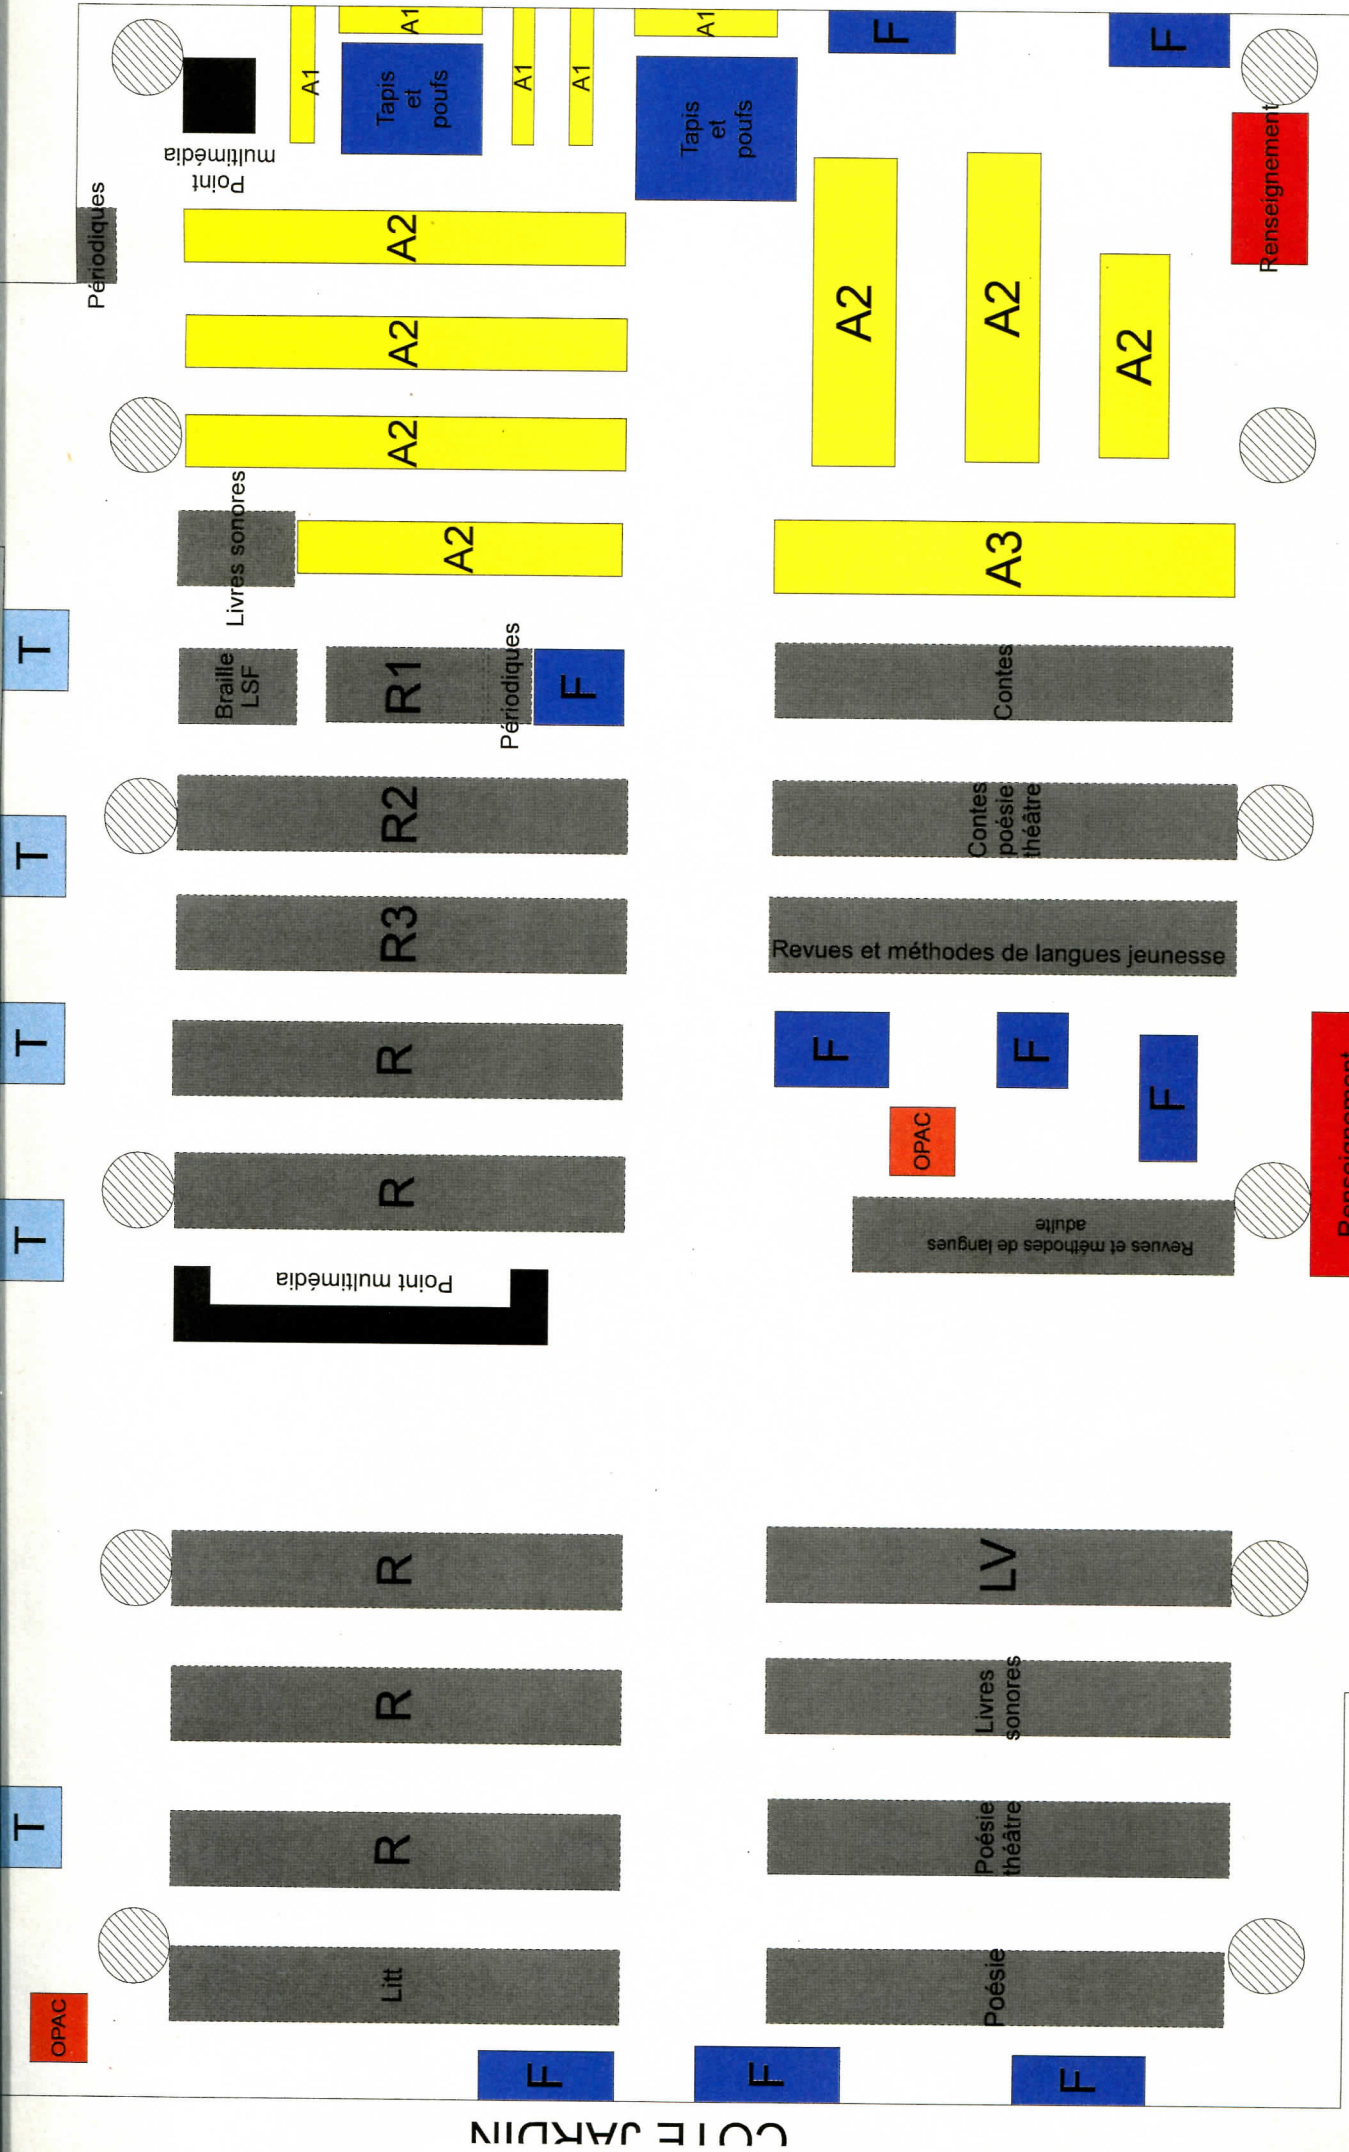 A1
A1
A1
A1
A1
F
F
Tapis
et
poufs
Tapis
et
poufs
Point
multimédia
Renseignement
Périodiques
A2
A2
A2
A2
A2
A2
Livres sonores
A2
A3
T
Braille
LSF
R1
Périodiques
F
Contes
T
R2
Contes
poésie
théâtre
R3
Revues et méthodes de langues jeunesse
T
R
F
F
F
OPAC
Renseignement
T
R
Revues et méthodes de langues
adulte
Point multimédia
R
LV
R
Livres
sonores
T
R
Poésie
théâtre
Litt
Poésie
OPAC
F
F
F
COTE JARDIN